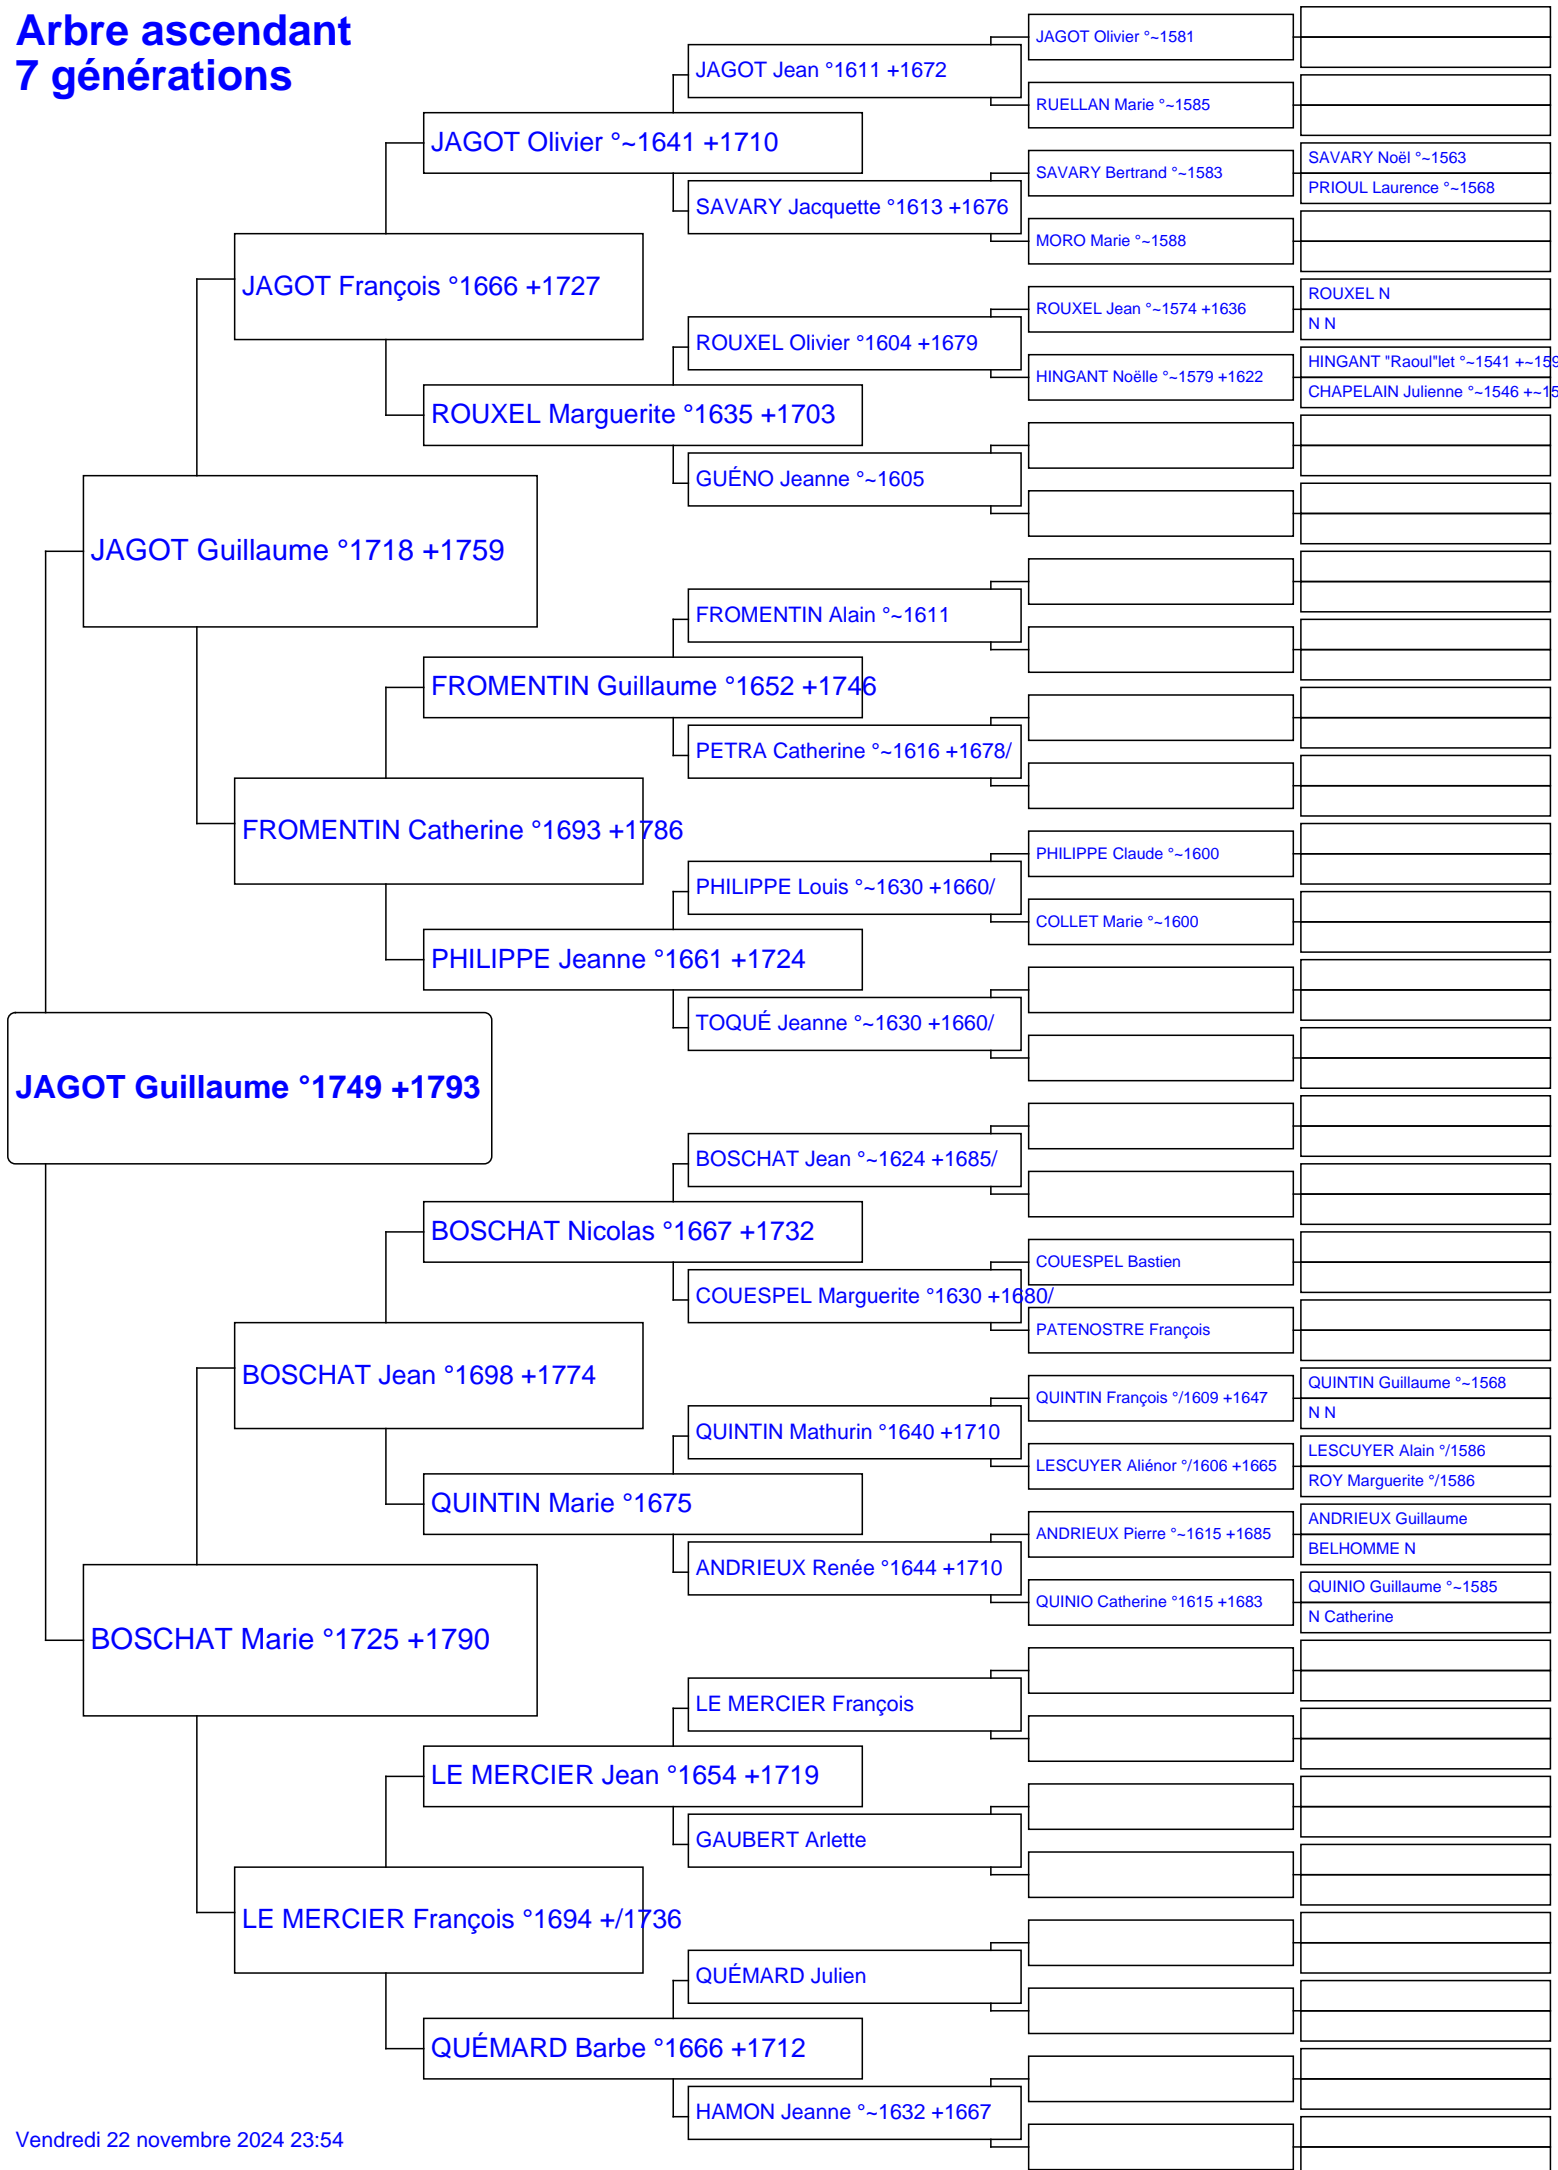 Arbre ascendant
7 générations
JAGOT Guillaume °1749 +1793
JAGOT Guillaume °1718 +1759
BOSCHAT Marie °1725 +1790
JAGOT François °1666 +1727
FROMENTIN Catherine °1693 +1786
BOSCHAT Jean °1698 +1774
LE MERCIER François °1694 +/1736
JAGOT Olivier °~1641 +1710
ROUXEL Marguerite °1635 +1703
FROMENTIN Guillaume °1652 +1746
PHILIPPE Jeanne °1661 +1724
BOSCHAT Nicolas °1667 +1732
QUINTIN Marie °1675
LE MERCIER Jean °1654 +1719
QUÉMARD Barbe °1666 +1712
JAGOT Jean °1611 +1672
SAVARY Jacquette °1613 +1676
ROUXEL Olivier °1604 +1679
GUÉNO Jeanne °~1605
FROMENTIN Alain °~1611
PETRA Catherine °~1616 +1678/
PHILIPPE Louis °~1630 +1660/
TOQUÉ Jeanne °~1630 +1660/
BOSCHAT Jean °~1624 +1685/
COUESPEL Marguerite °1630 +1680/
QUINTIN Mathurin °1640 +1710
ANDRIEUX Renée °1644 +1710
LE MERCIER François
GAUBERT Arlette
QUÉMARD Julien
HAMON Jeanne °~1632 +1667
JAGOT Olivier °~1581
RUELLAN Marie °~1585
SAVARY Bertrand °~1583
MORO Marie °~1588
ROUXEL Jean °~1574 +1636
HINGANT Noëlle °~1579 +1622
PHILIPPE Claude °~1600
COLLET Marie °~1600
COUESPEL Bastien
PATENOSTRE François
QUINTIN François °/1609 +1647
LESCUYER Aliénor °/1606 +1665
ANDRIEUX Pierre °~1615 +1685
QUINIO Catherine °1615 +1683
SAVARY Noël °~1563
PRIOUL Laurence °~1568
ROUXEL N
N N
HINGANT "Raoul"let °~1541 +~159
CHAPELAIN Julienne °~1546 +~15
QUINTIN Guillaume °~1568
N N
LESCUYER Alain °/1586
ROY Marguerite °/1586
ANDRIEUX Guillaume
BELHOMME N
QUINIO Guillaume °~1585
N Catherine
Vendredi 22 novembre 2024 23:54